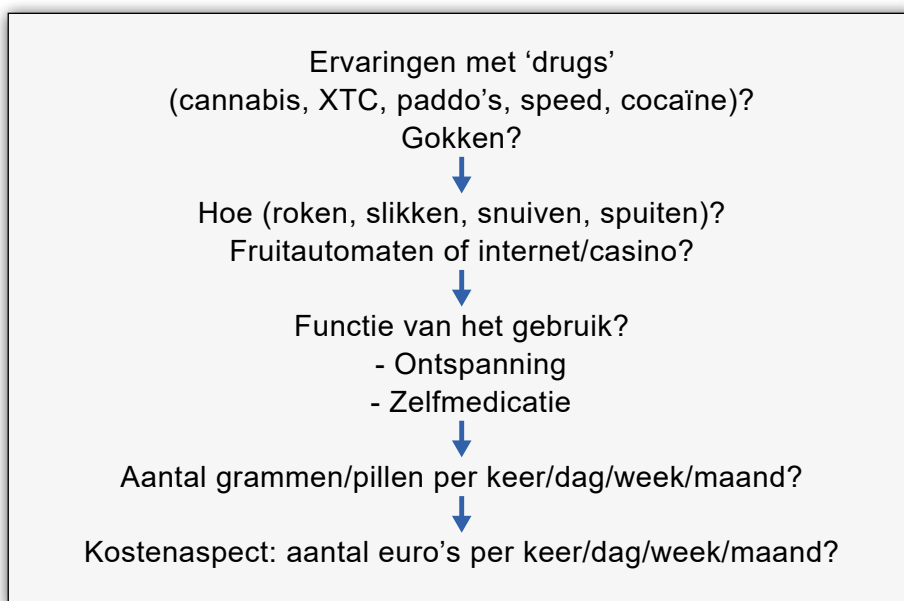 Ervaringen met ‘drugs’
(cannabis, XTC, paddo’s, speed, cocaïne)?
Gokken?
Hoe (roken, slikken, snuiven, spuiten)?
Fruitautomaten of internet/casino?
Functie van het gebruik?
- Ontspanning
- Zelfmedicatie
Aantal grammen/pillen per keer/dag/week/maand?
Kostenaspect: aantal euro’s per keer/dag/week/maand?